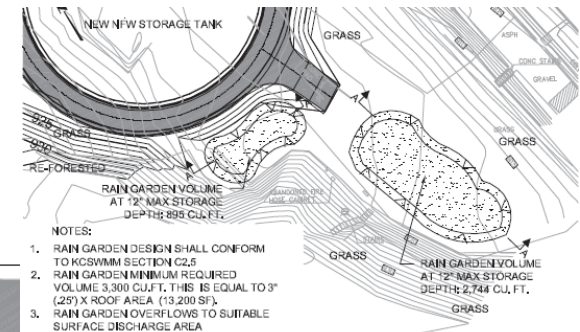 NEW NFW STORAGE TANK
GRASS
ASPH
CONC STAIRS
GRAVEL
925
GRASS
920
RE-FORESTED
A
A
GRASS
GRASS
A
A
RAIN GARDEN VOLUME
AT 12" MAX STORAGE
DEPTH: 895 CU. FT.
STAIRS
GRASS
RAIN GARDEN VOLUME
AT 12" MAX STORAGE
DEPTH: 2,744 CU. FT.
GRASS
NOTES:
1. RAIN GARDEN DESIGN SHALL CONFORM
TO KCSWMM SECTION C2.5
2. RAIN GARDEN MINIMUM REQUIRED
VOLUME 3,300 CU.FT. THIS IS EQUAL TO 3"
(.25') X ROOF AREA (13,200 SF).
3. RAIN GARDEN OVERFLOWS TO SUITABLE
SURFACE DISCHARGE AREA